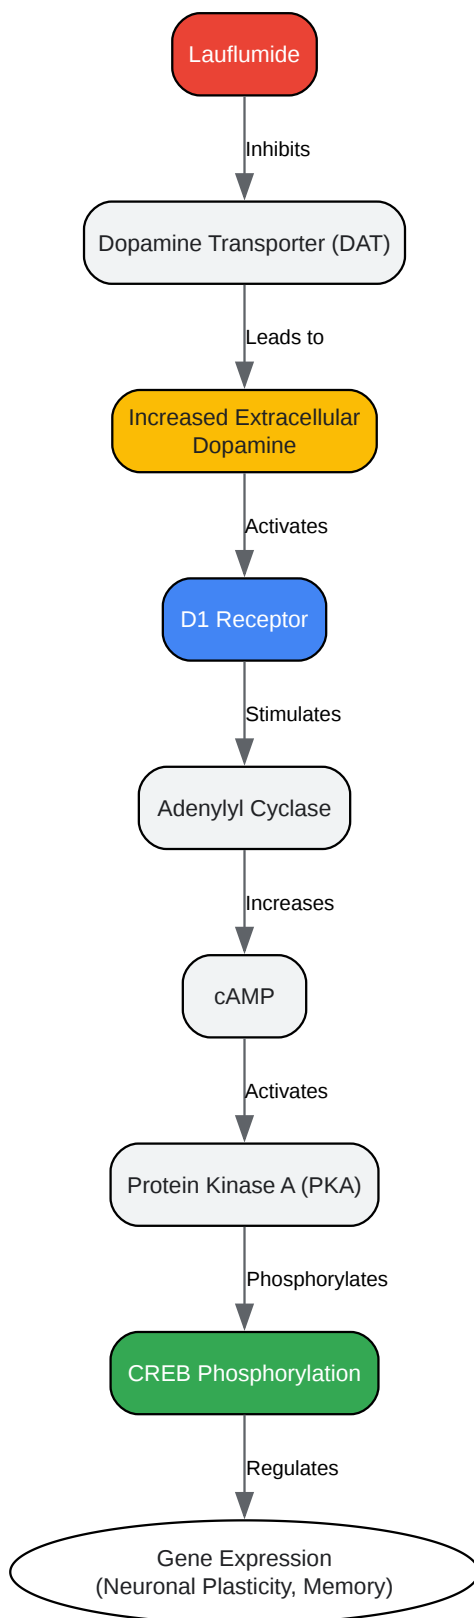 Lauflumide
Inhibits
Dopamine Transporter (DAT)
Leads to
Increased Extracellular
Dopamine
Activates
D1 Receptor
Stimulates
Adenylyl Cyclase
Increases
cAMP
Activates
Protein Kinase A (PKA)
Phosphorylates
CREB Phosphorylation
Regulates
Gene Expression
(Neuronal Plasticity, Memory)